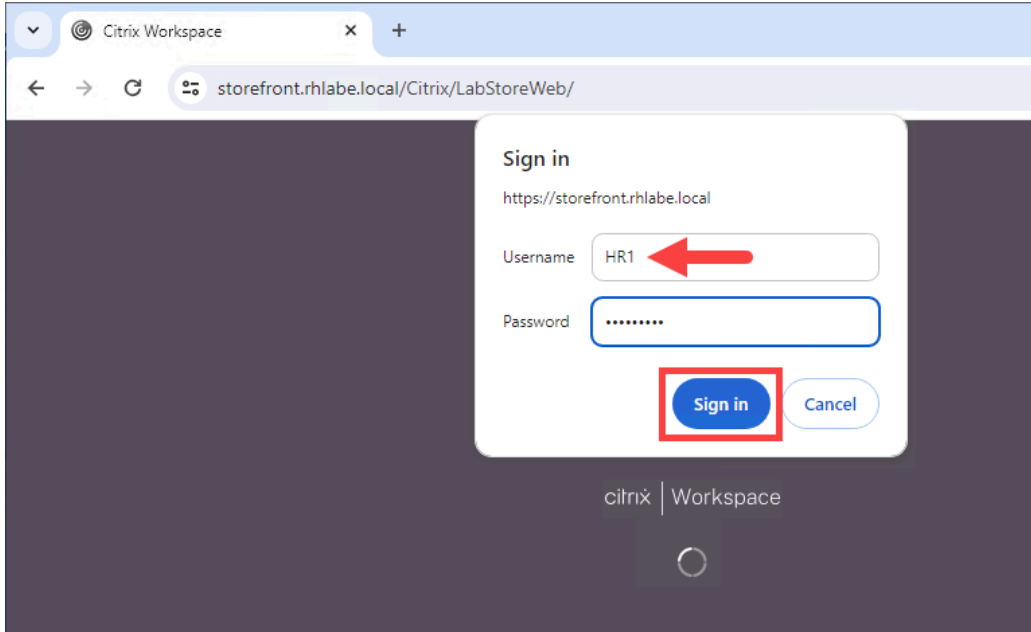 Citrix Workspace
storefront.rhlabe.local/Citrix/LabStoreWeb/
Sign in
https://storefront.rhlabe.local
Username HR1
Password •••••••••
Sign in Cancel
citrix | Workspace